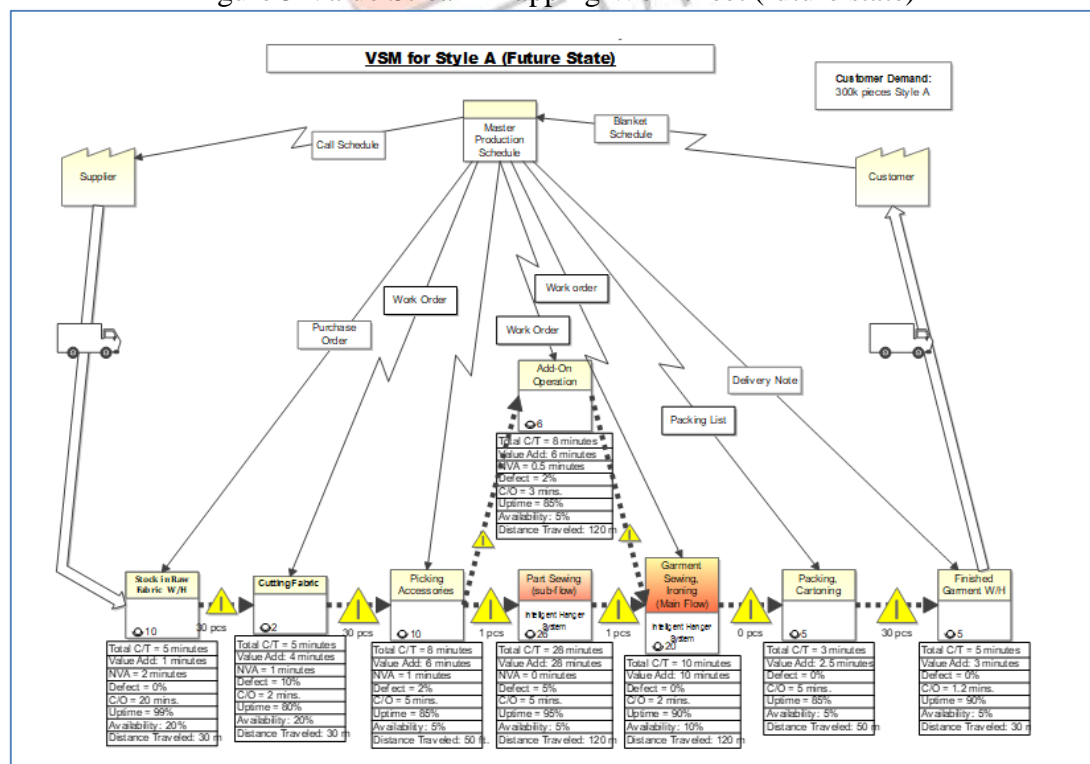 VSM for Style A (Future State)
Customer Demand:
300k pieces Style A
Master
Production
Schedule
Blanket
Schedule
Call Schedule
Supplier
Customer
Work Order
Work order
Purchase
Order
Work Order
Delivery Note
Packing List
Add-On
Operation
6
Total C/T = 8 minutes
Value Add: 6 minutes
NVA = 0.5 minutes
Defect = 2%
C/O = 3 mins.
Uptime = 85%
Availability: 5%
Distance Traveled: 120 m
Stock in Raw
Fabric W/H
10
30 pcs
Cutting Fabric
2
30 pcs
Picking
Accessories
10
1 pcs
Part Sewing
(sub-flow)
Intelligent Hanger
System
26
1 pcs
Garment
Sewing,
Ironing
(Main Flow)
Intelligent Hanger
System
20
0 pcs
Packing,
Cartoning
5
30 pcs
Finished
Garment W/H
5
Total C/T = 5 minutes
Value Add: 1 minutes
NVA = 2 minutes
Defect = 0%
C/O = 20 mins.
Uptime = 99%
Availability: 20%
Distance Traveled: 30 m
Total C/T = 5 minutes
Value Add: 4 minutes
NVA = 1 minutes
Defect = 10%
C/O = 2 mins.
Uptime = 80%
Availability: 20%
Distance Traveled: 30 m
Total C/T = 8 minutes
Value Add: 6 minutes
NVA = 1 minutes
Defect = 2%
C/O = 5 mins.
Uptime = 85%
Availability: 5%
Distance Traveled: 50 ft.
Total C/T = 28 minutes
Value Add: 28 minutes
NVA = 0 minutes
Defect = 5%
C/O = 5 mins.
Uptime = 95%
Availability: 5%
Distance Traveled: 120 m
Total C/T = 10 minutes
Value Add: 10 minutes
Defect = 0%
C/O = 2 mins.
Uptime = 90%
Availability: 10%
Distance Traveled: 120 m
Total C/T = 3 minutes
Value Add: 2.5 minutes
Defect = 0%
C/O = 5 mins.
Uptime = 85%
Availability: 5%
Distance Traveled: 50 m
Total C/T = 5 minutes
Value Add: 3 minutes
Defect = 0%
C/O = 1.2 mins.
Uptime = 90%
Availability: 5%
Distance Traveled: 30 m